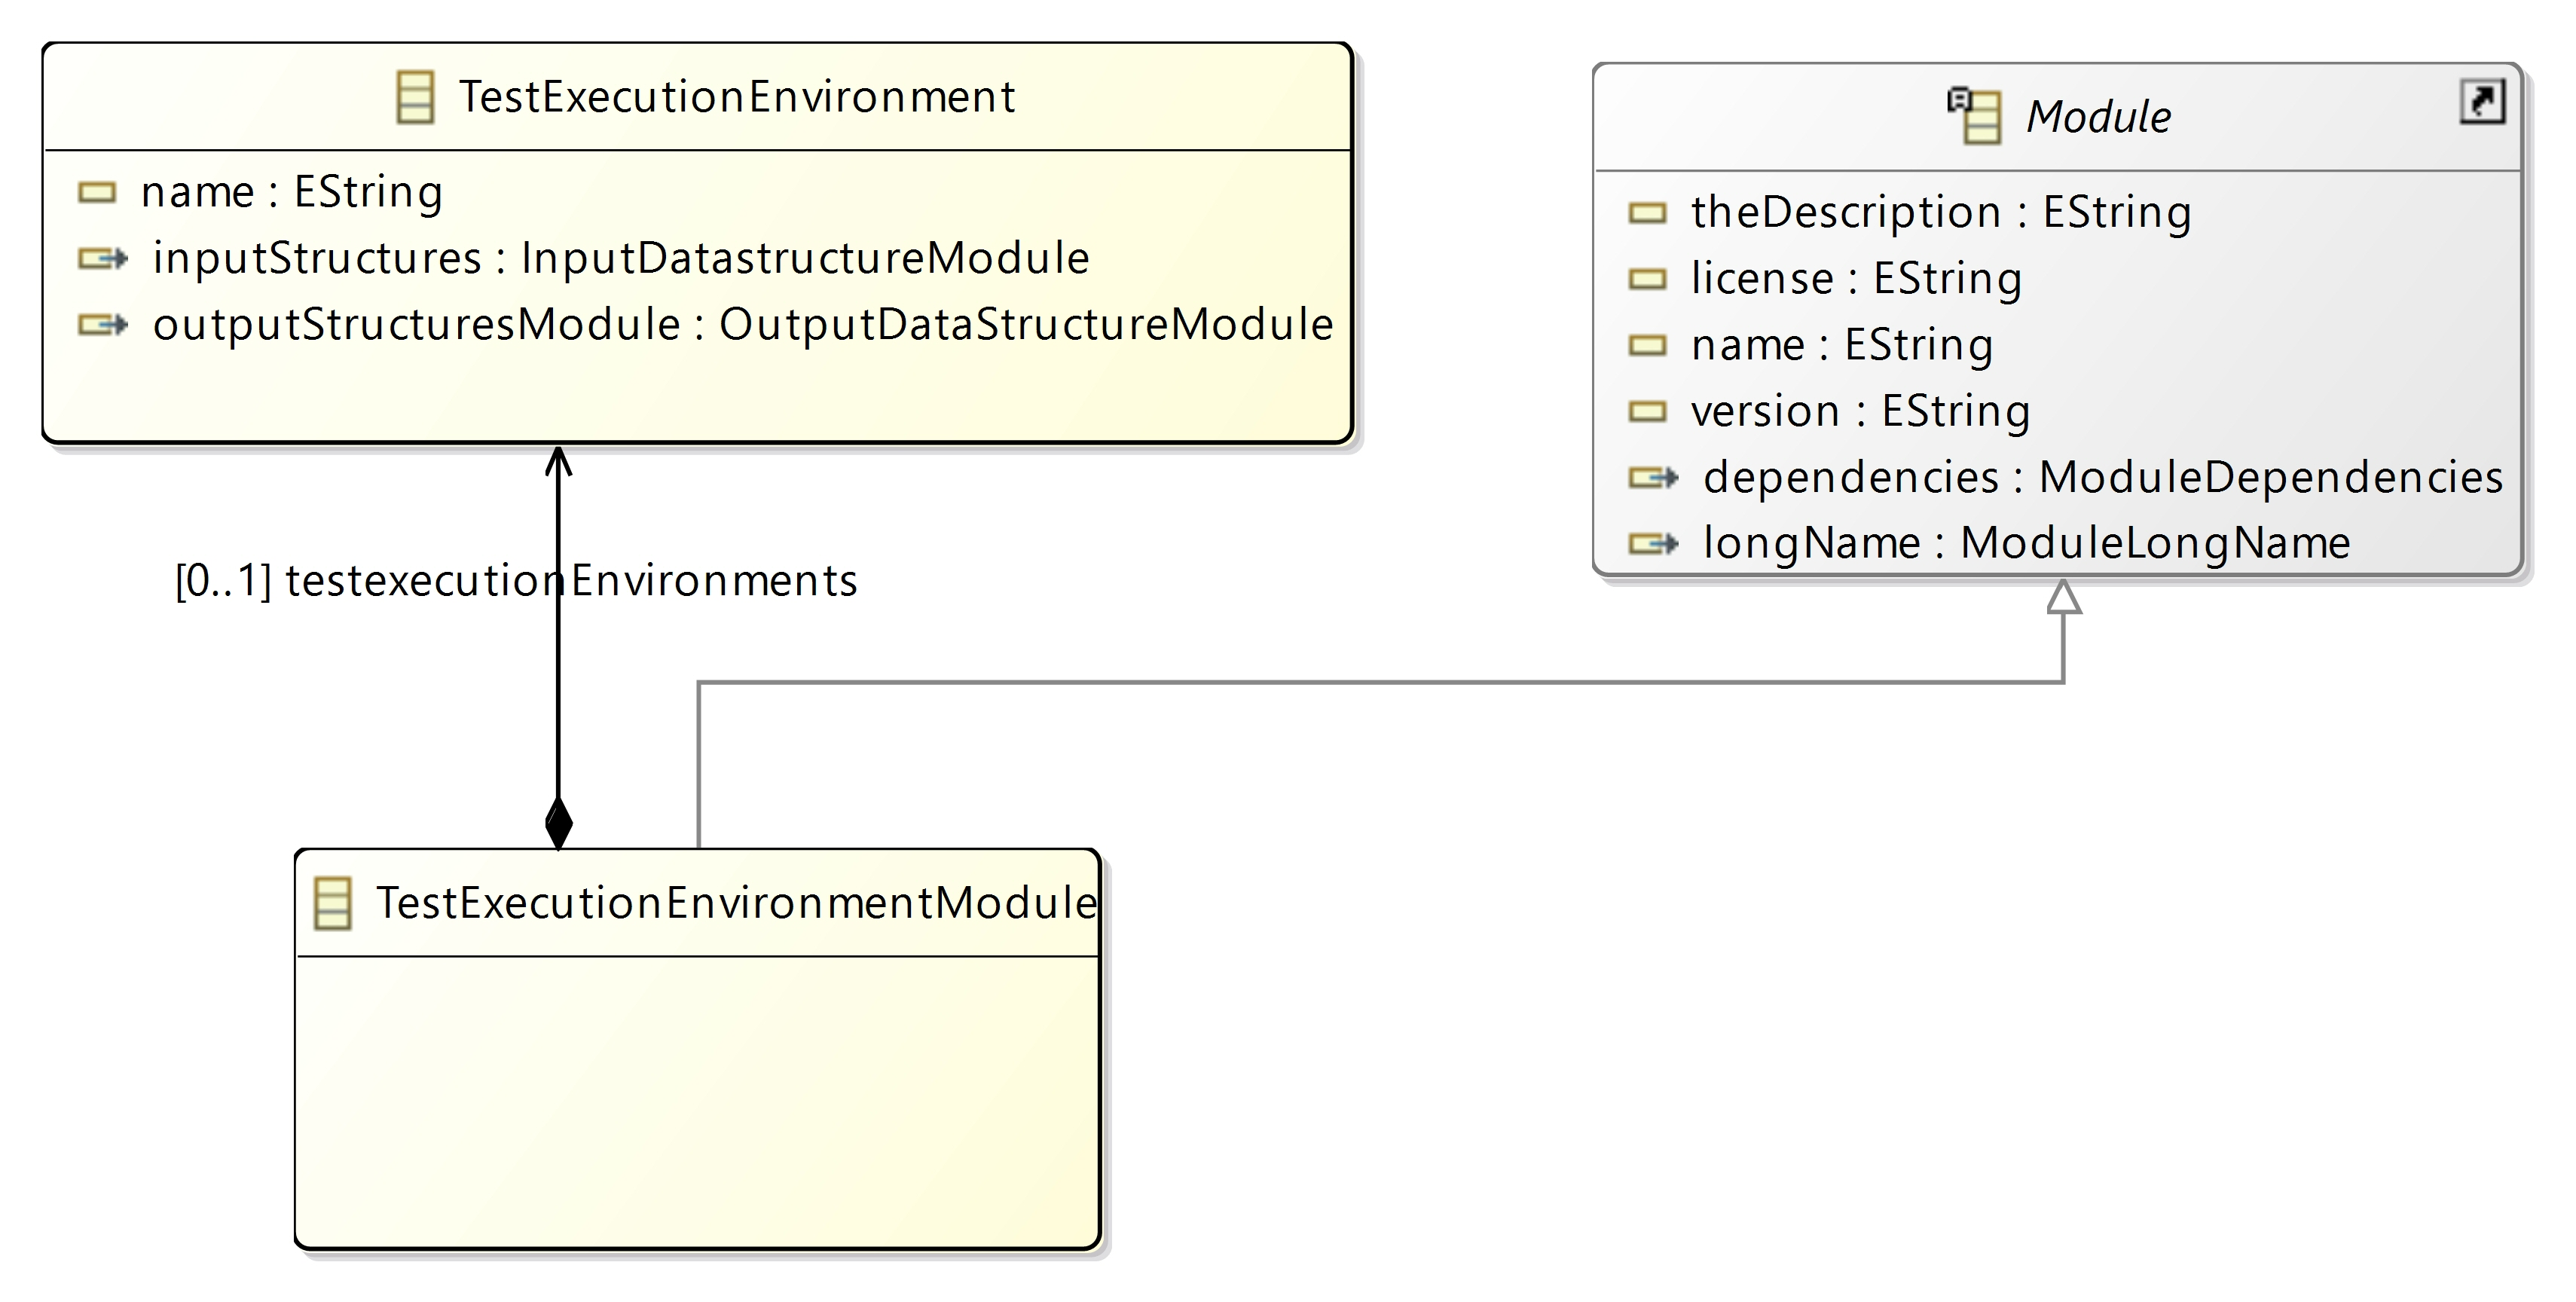 TestExecutionEnvironment
name : EString
inputStructures : InputDatastructureModule
outputStructuresModule : OutputDataStructureModule
Module
theDescription : EString
license : EString
name : EString
version : EString
dependencies : ModuleDependencies
longName : ModuleLongName
[0..1] testexecutionEnvironments
TestExecutionEnvironmentModule